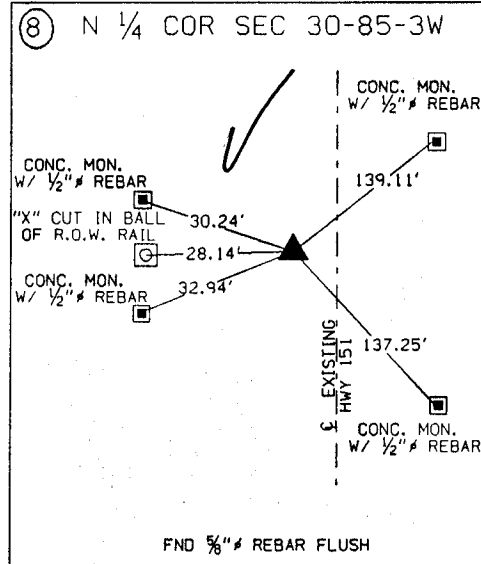 8 N 1/4 COR SEC 30-85-3W
CONC. MON.
W/ 1/2"ø REBAR
139.11'
CONC. MON.
W/ 1/2"ø REBAR
30.24'
"X" CUT IN BALL
OF R.O.W. RAIL
28.14'
CONC. MON.
W/ 1/2"ø REBAR
32.94'
℄ EXISTING
HWY 151
137.25'
CONC. MON.
W/ 1/2"ø REBAR
FND 5/8"ø REBAR FLUSH